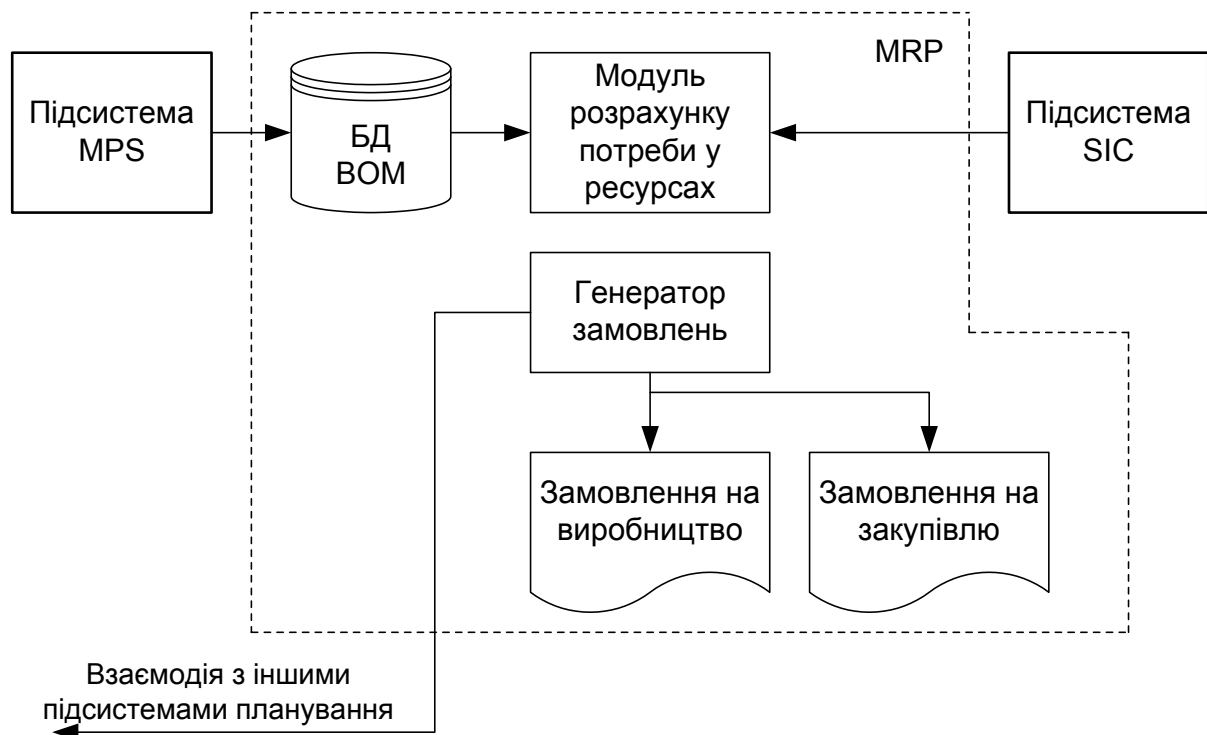 Підсистема
MPS
БД
BOM
Модуль
розрахунку
потреби у
ресурсах
MRP
Підсистема
SIC
Генератор
замовлень
Замовлення на
виробництво
Замовлення на
закупівлю
Взаємодія з іншими
підсистемами планування